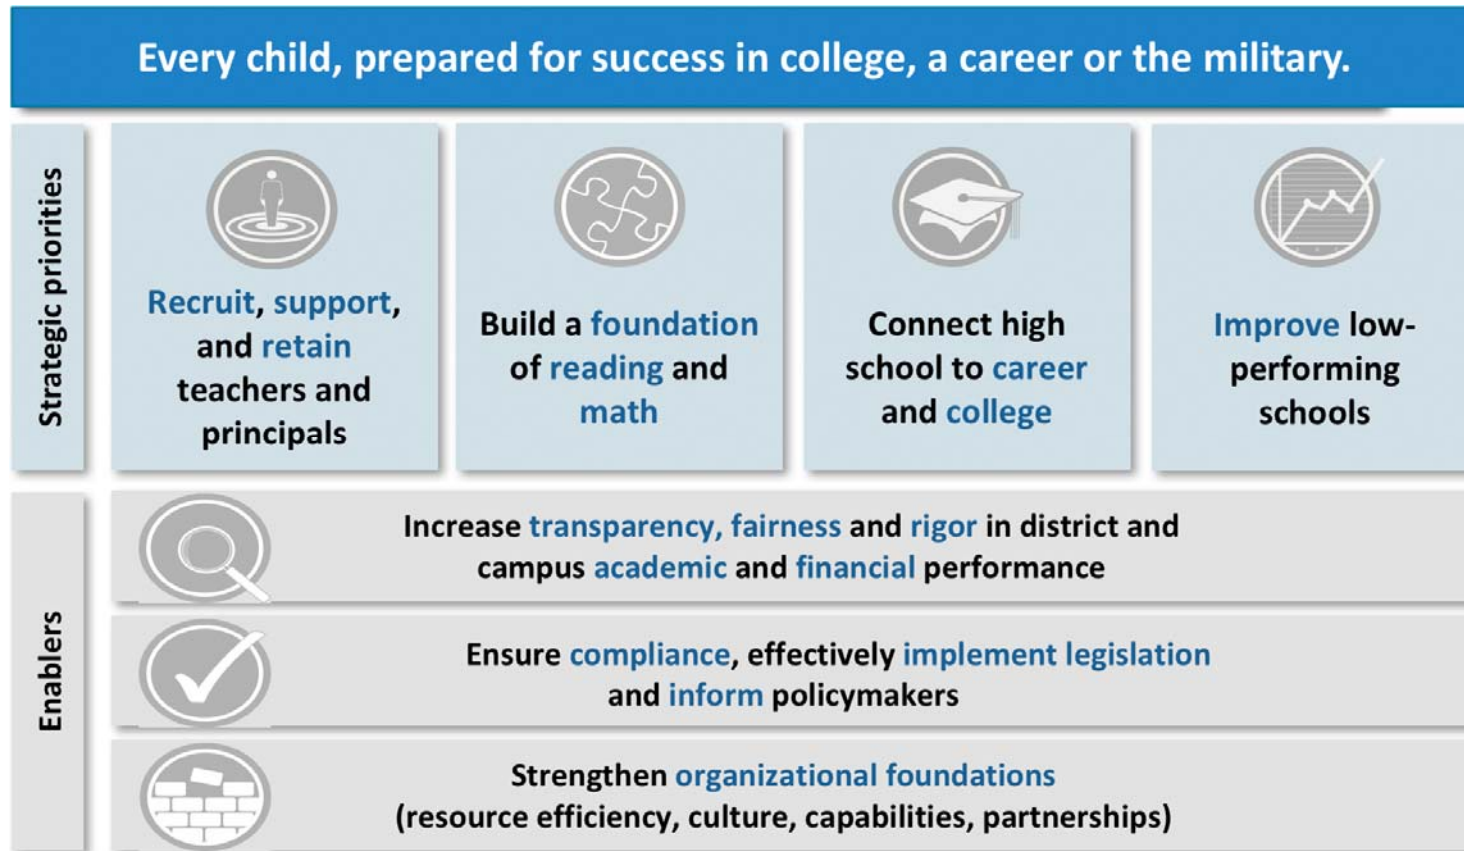 Every child, prepared for success in college, a career or the military.
Strategic priorities
Recruit, support,
and retain
teachers and
principals
Build a foundation
of reading and
math
Connect high
school to career
and college
Improve low-
performing
schools
Enablers
Increase transparency, fairness and rigor in district and
campus academic and financial performance
Ensure compliance, effectively implement legislation
and inform policymakers
Strengthen organizational foundations
(resource efficiency, culture, capabilities, partnerships)